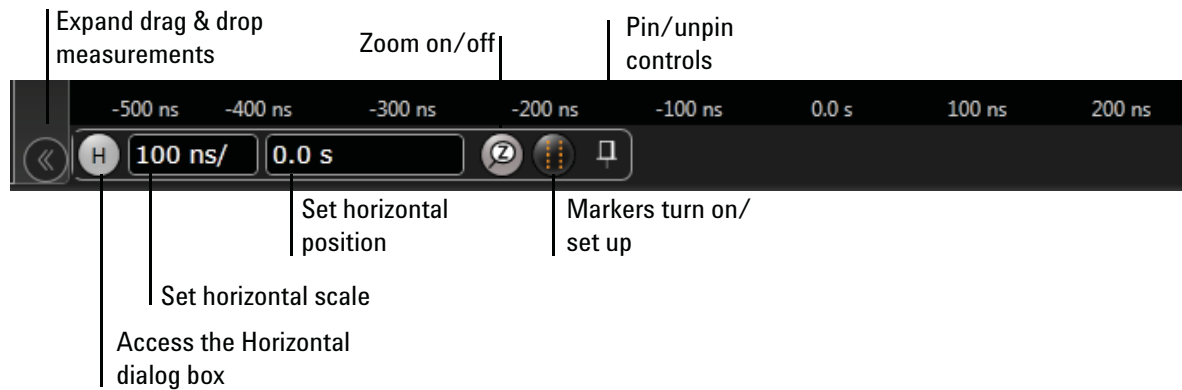 Expand drag & drop
measurements
Zoom on/off
Pin/unpin
controls
-500 ns -400 ns -300 ns -200 ns -100 ns 0.0 s 100 ns 200 ns
H 100 ns/ 0.0 s Z
Set horizontal
position
Markers turn on/
set up
Set horizontal scale
Access the Horizontal
dialog box